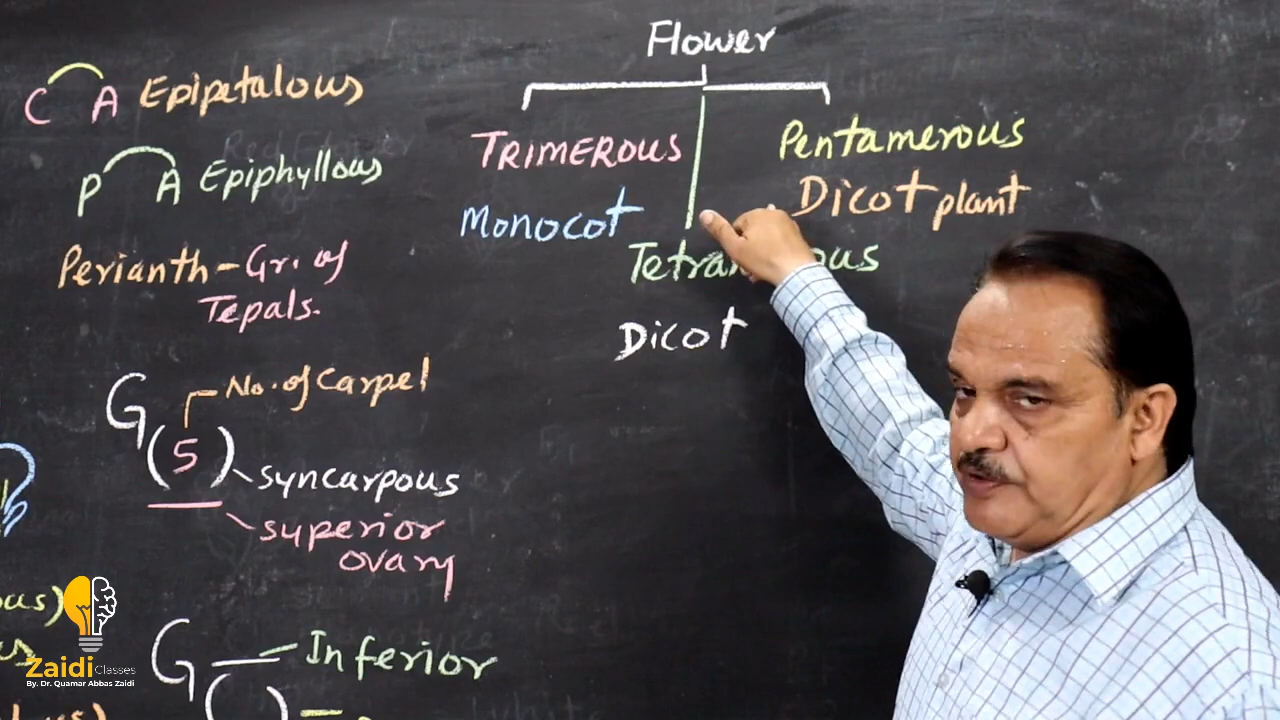 C A Epipetalous
P A Epiphyllous
Perianth - Gr. of
Tepals.
G (5)
No. of Carpel
syncarpous
superior
ovary
G
Inferior
Flower
TRIMEROUS
Monocot
Pentamerous
Dicot plant
Dicot
ous)
Zaidi Classes
By. Dr. Quamar Abbas Zaidi